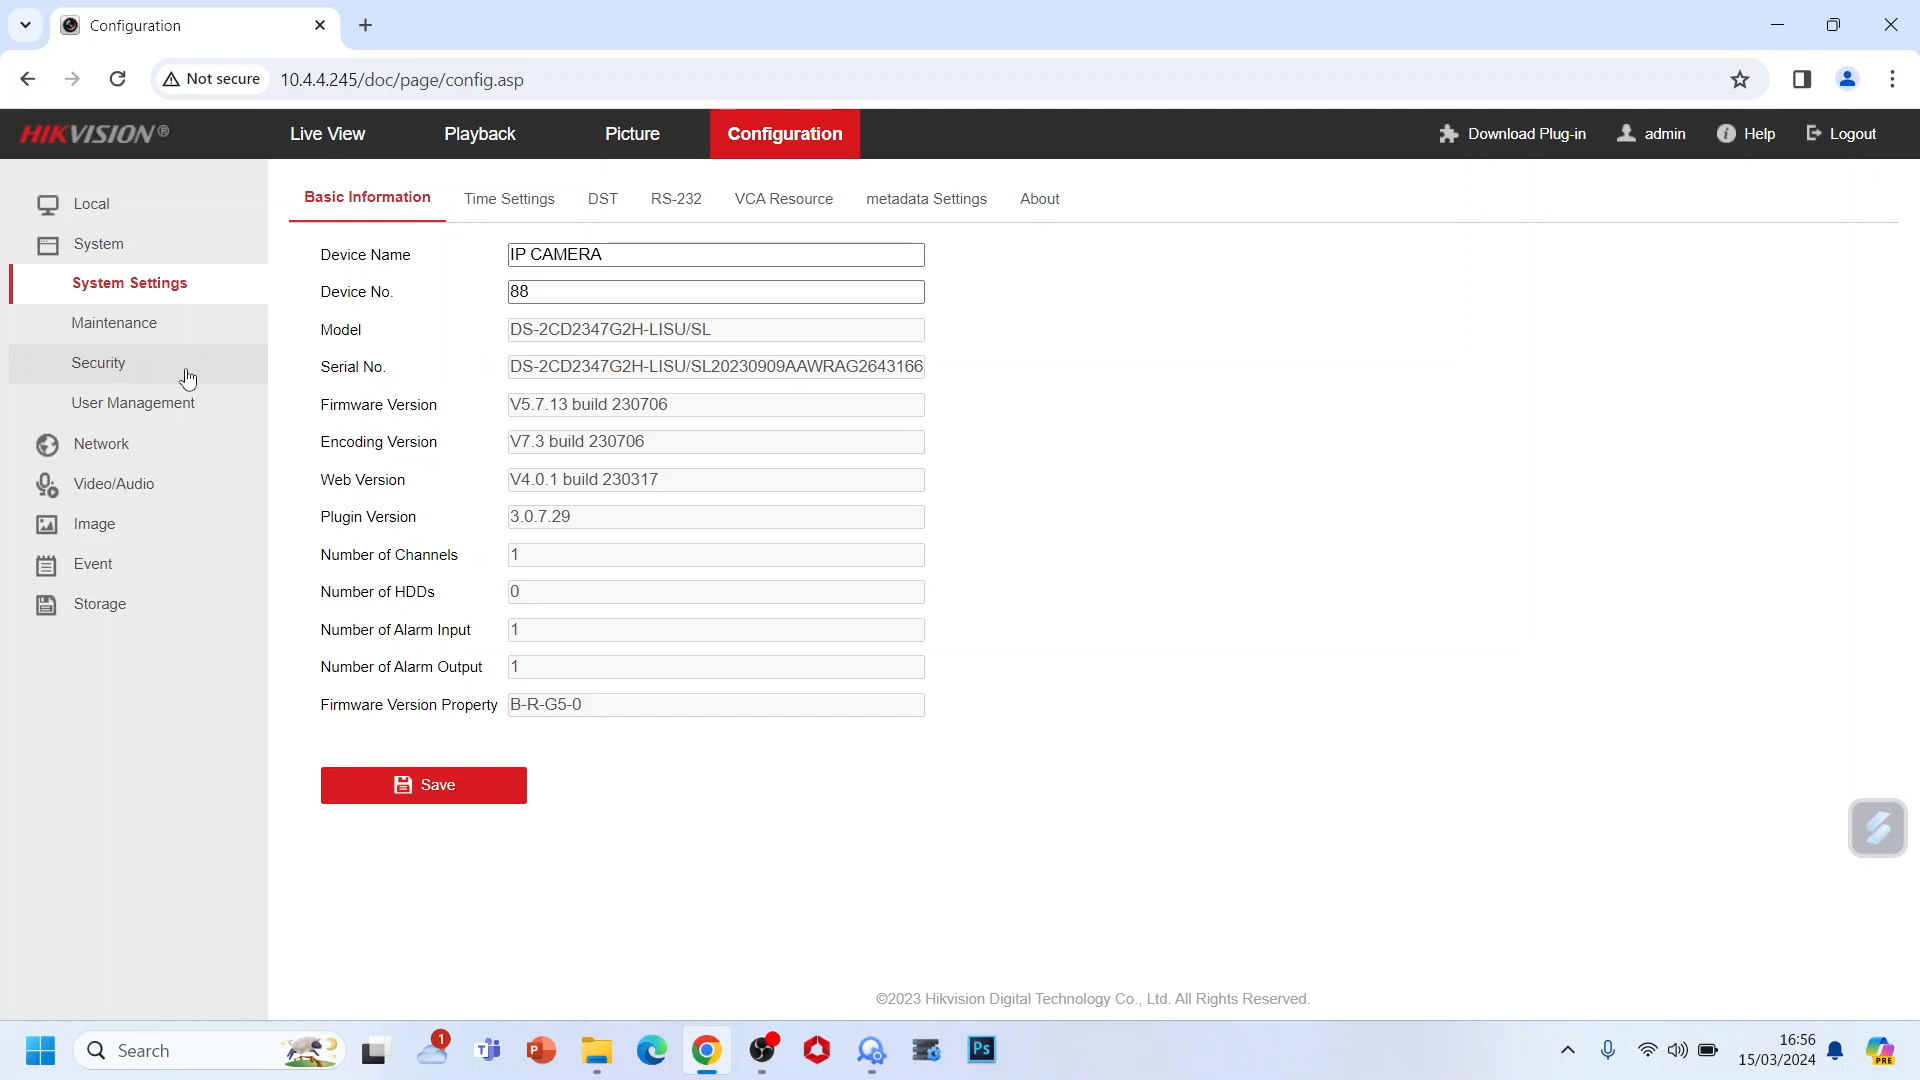 Configuration
Not secure 10.4.4.245/doc/page/config.asp
HIKVISION® Live View Playback Picture Configuration Download Plug-in admin Help Logout
Basic Information Time Settings DST RS-232 VCA Resource metadata Settings About
Local
System
System Settings
Maintenance
Security
User Management
Network
Video/Audio
Image
Event
Storage
Device Name IP CAMERA
Device No. 88
Model DS-2CD2347G2H-LISU/SL
Serial No. DS-2CD2347G2H-LISU/SL20230909AAWRAG2643166
Firmware Version V5.7.13 build 230706
Encoding Version V7.3 build 230706
Web Version V4.0.1 build 230317
Plugin Version 3.0.7.29
Number of Channels 1
Number of HDDs 0
Number of Alarm Input 1
Number of Alarm Output 1
Firmware Version Property B-R-G5-0
Save
©2023 Hikvision Digital Technology Co., Ltd. All Rights Reserved.
Search 1 Ps 16:56
15/03/2024
PRE